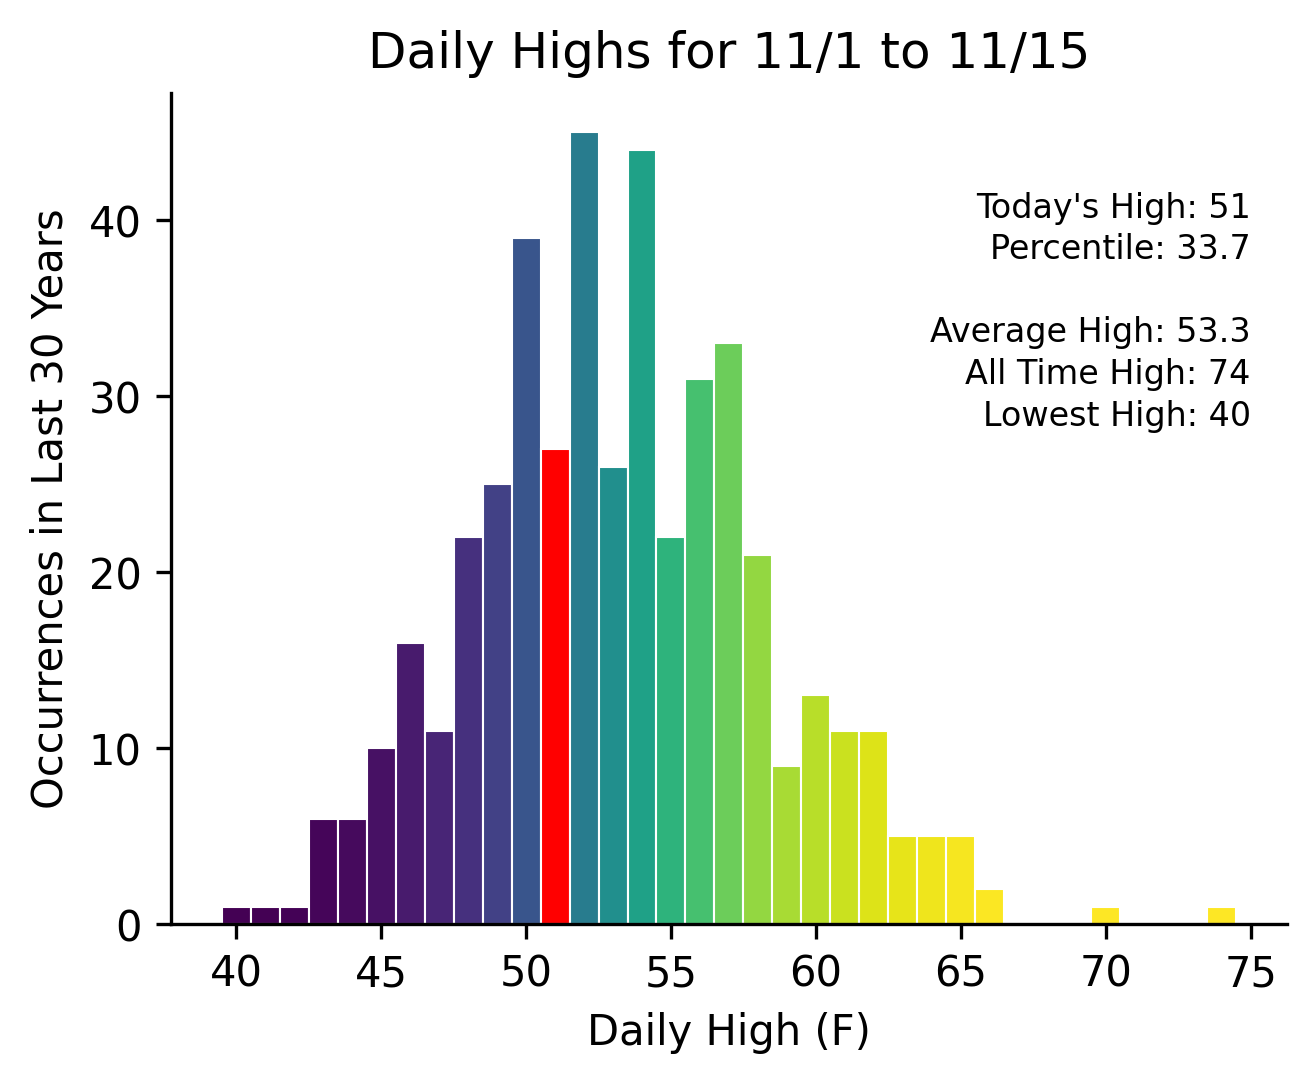 Daily Highs for 11/1 to 11/15
Today's High: 51
Percentile: 33.7
Average High: 53.3
All Time High: 74
Lowest High: 40
Occurrences in Last 30 Years
40
30
20
10
0
40 45 50 55 60 65 70 75
Daily High (F)